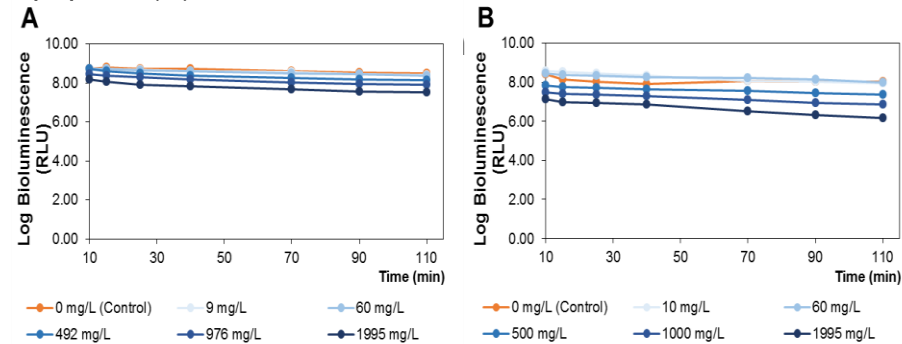 A
10.00
8.00
6.00
4.00
2.00
0.00
10 30 50 70 90 110
Log Bioluminescence
(RLU)
Time (min)
0 mg/L (Control) 9 mg/L 60 mg/L
492 mg/L 976 mg/L 1995 mg/L
B
10.00
8.00
6.00
4.00
2.00
0.00
10 30 50 70 90 110
Log Bioluminescence
(RLU)
Time (min)
0 mg/L (Control) 10 mg/L 60 mg/L
500 mg/L 1000 mg/L 1995 mg/L